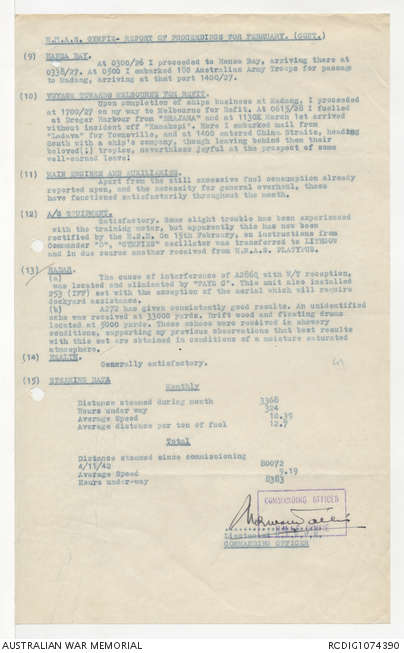 H.M.A.S. GYMPIE - REPORT OF PROCEEDINGS FOR FEBRUARY. (CONT.)
(9) HANSA BAY.
At 0300/26 I proceeded to Hansa Bay, arriving there at
0338/27. At 0500 I embarked 100 Australian Army Troops for passage
to Madang, arriving at that port 1400/27.
(10) VOYAGE TOWARDS MELBOURNE FOR REFIT.
Upon completion of ships business at Madang, I proceeded
at 1700/27 on my way to Melbourne for Refit. At 0615/28 I fuelled
at Dreger Harbour from and at 1130K March 1st arrived
without incident off "Kanakopi". Here I embarked mail from
"Ladava" for Townsville, and at 1400 entered China Straits, heading
South with a ship's company, though leaving behind them their
beloved(!) tropics, nevertheless joyful at the prospect of some
well-earned leave!
(11) MAIN ENGINES AND AUXILIARIES.
Apart from the still excessive fuel consumption already
reported upon, and the necessity for general overhaul, these
have functioned satisfactorily throughout the month.
(12) A/S EQUIPMENT.
Satisfactory. Some slight trouble has been experienced
with the training motor, but apparently this has now been
rectified by the On 15th February, on instructions from
Commander "D", "GYMPIES" oscillator was transferred to LITHGOW
and in due course another received from H.M.A.S. PLATYPUS.
(13) RADAR.
(a) The cause of interference of A286Q with W/T reception,
was located and eliminated by This unit also installed
253 (IFF) set with the exception of the aerial which will require
dockyard assistance.
(b) A272 has given consistently good results. An unidentified
echo was received at 33000 yards. Drift wood and floating drums
located at 5000 yards. These echoes were received in showery
conditions, supporting my previous observations that best results
with this set are obtained in conditions of a moisture saturated
atmosphere.
(14) HEALTH.
Generally satisfactory.
(15) STEAMING DATA
Monthly
Distance steamed during month 3368
Hours under way 324
Average Speed 10.39
Average distance per ton of fuel 12.7
Total
Distance steamed since commissioning
4/11/42 80072
Average Speed 9.19
Hours under-way 8383
COMMANDING OFFICER
Lieutenant R.A.N.V.R.
COMMANDING OFFICER
AUSTRALIAN WAR MEMORIAL RCDIG1074390